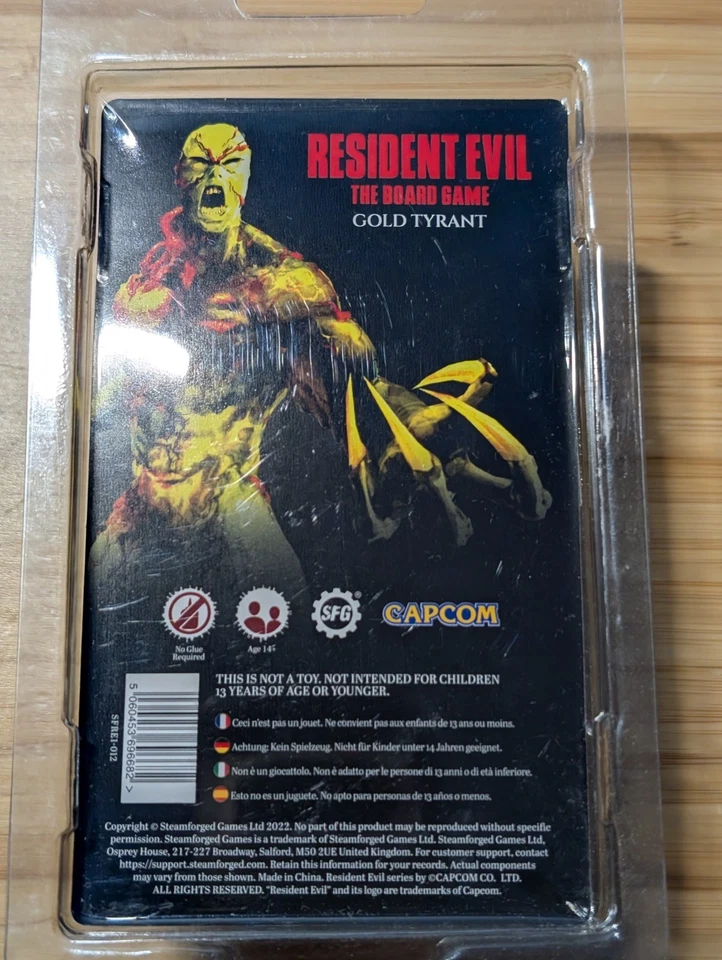 RESIDENT EVIL
THE BOARD GAME
GOLD TYRANT
No Glue
Required
Age 14+
SFG®
CAPCOM
5 060453 696682 >
SFRE1-012
THIS IS NOT A TOY. NOT INTENDED FOR CHILDREN
13 YEARS OF AGE OR YOUNGER.
Ceci n'est pas un jouet. Ne convient pas aux enfants de 13 ans ou moins.
Achtung: Kein Spielzeug. Nicht für Kinder unter 14 Jahren geeignet.
Non è un giocattolo. Non è adatto per le persone di 13 anni o di età inferiore.
Esto no es un juguete. No apto para personas de 13 años o menos.
Copyright © Steamforged Games Ltd 2022. No part of this product may be reproduced without specific
permission. Steamforged Games is a trademark of Steamforged Games Ltd. Steamforged Games Ltd,
Osprey House, 217-227 Broadway, Salford, M50 2UE United Kingdom. For customer support, contact
https://support.steamforged.com. Retain this information for your records. Actual components
may vary from those shown. Made in China. Resident Evil series by ©CAPCOM CO. LTD.
ALL RIGHTS RESERVED. "Resident Evil" and its logo are trademarks of Capcom.